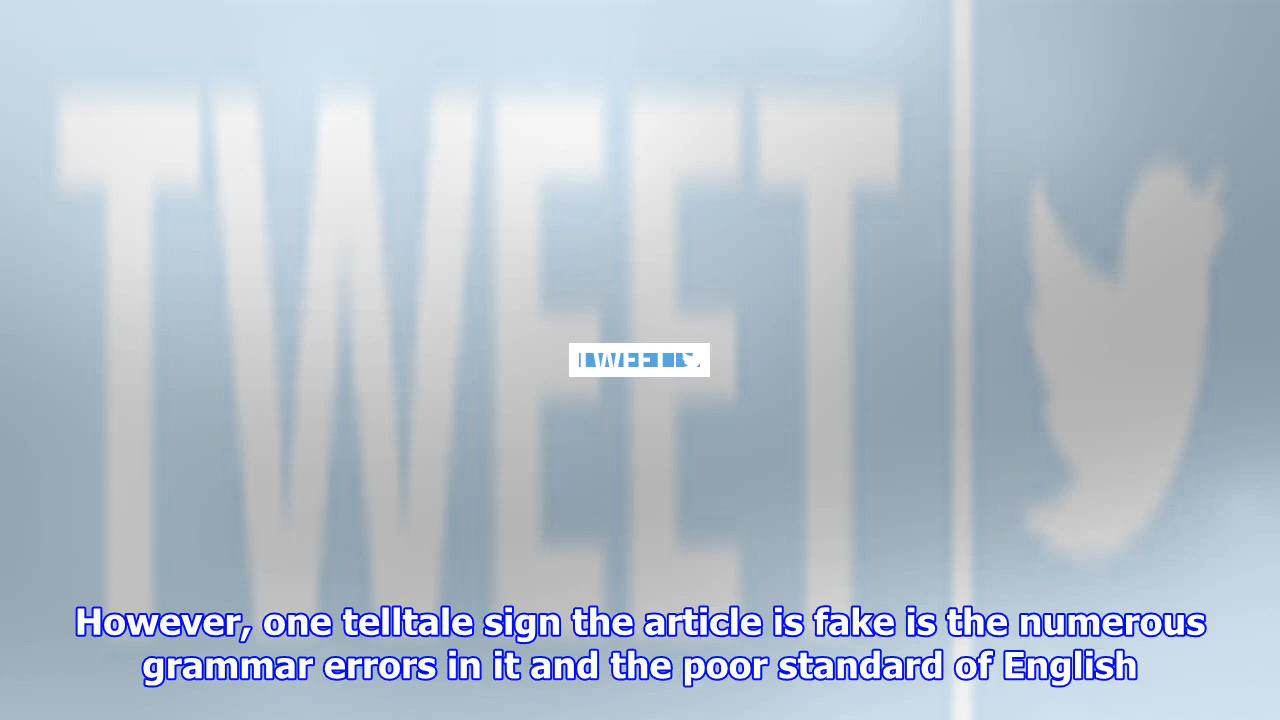 TWEET
TWEET
However, one telltale sign the article is fake is the numerous
grammar errors in it and the poor standard of English